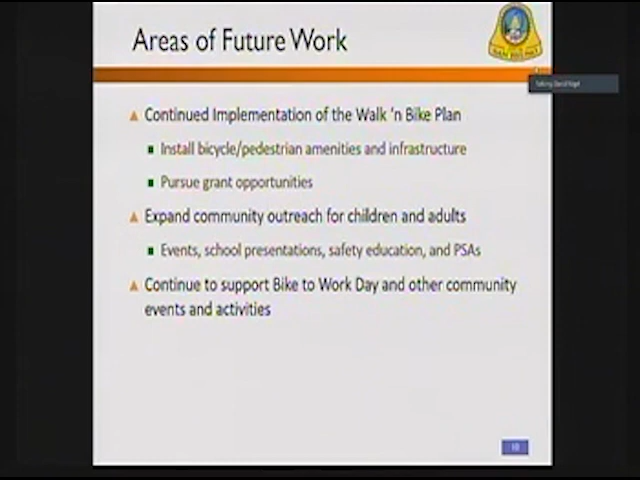 Areas of Future Work
Continued Implementation of the Walk 'n Bike Plan
Install bicycle/pedestrian amenities and infrastructure
Pursue grant opportunities
Expand community outreach for children and adults
Events, school presentations, safety education, and PSAs
Continue to support Bike to Work Day and other community
events and activities